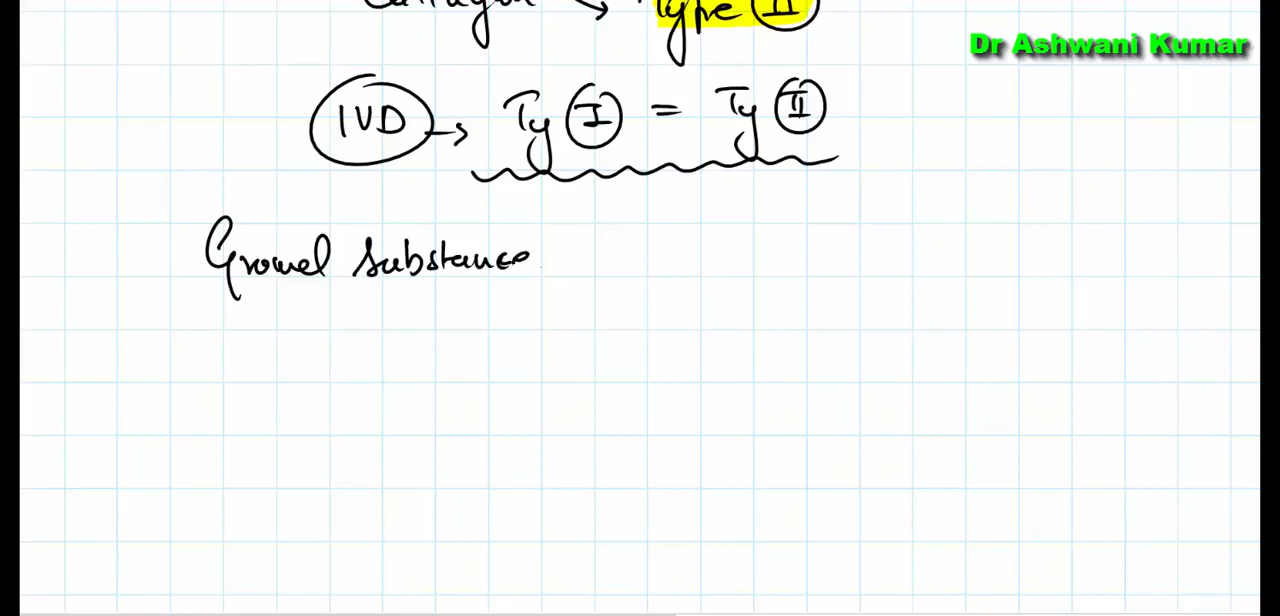 Type II
Dr Ashwani Kumar
IVD → Ty I = Ty II
Ground substance